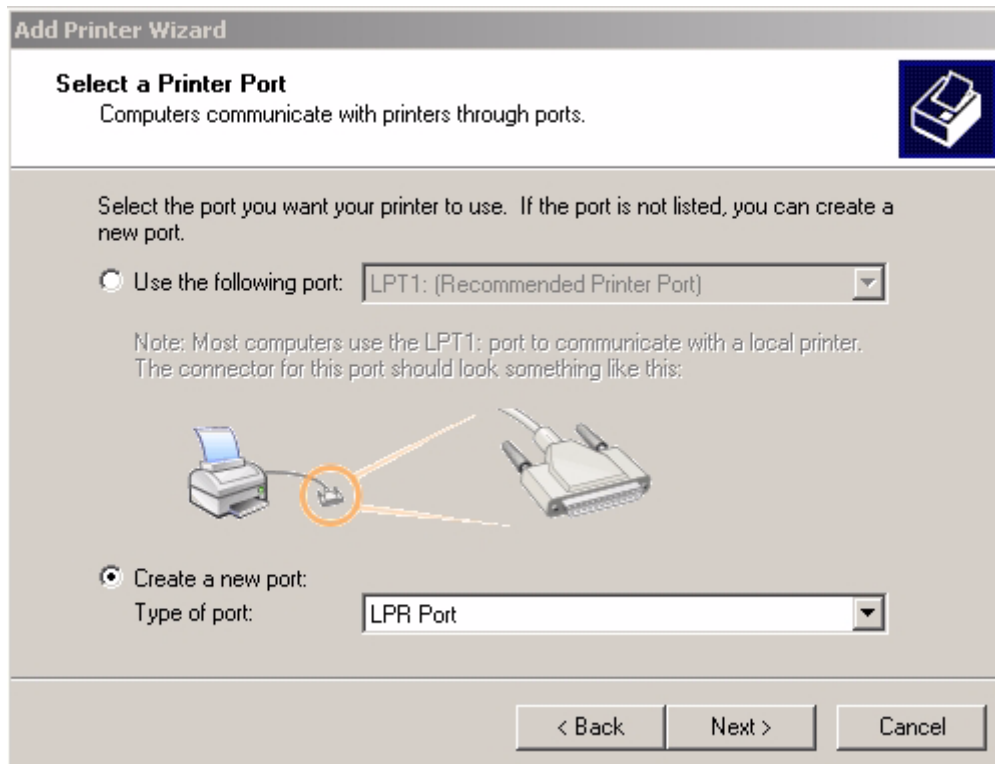 Add Printer Wizard
Select a Printer Port
Computers communicate with printers through ports.
Select the port you want your printer to use.  If the port is not listed, you can create a
new port.
Use the following port:
LPT1: (Recommended Printer Port)
Note: Most computers use the LPT1: port to communicate with a local printer.
The connector for this port should look something like this:
Create a new port:
Type of port:
LPR Port
< Back
Next >
Cancel